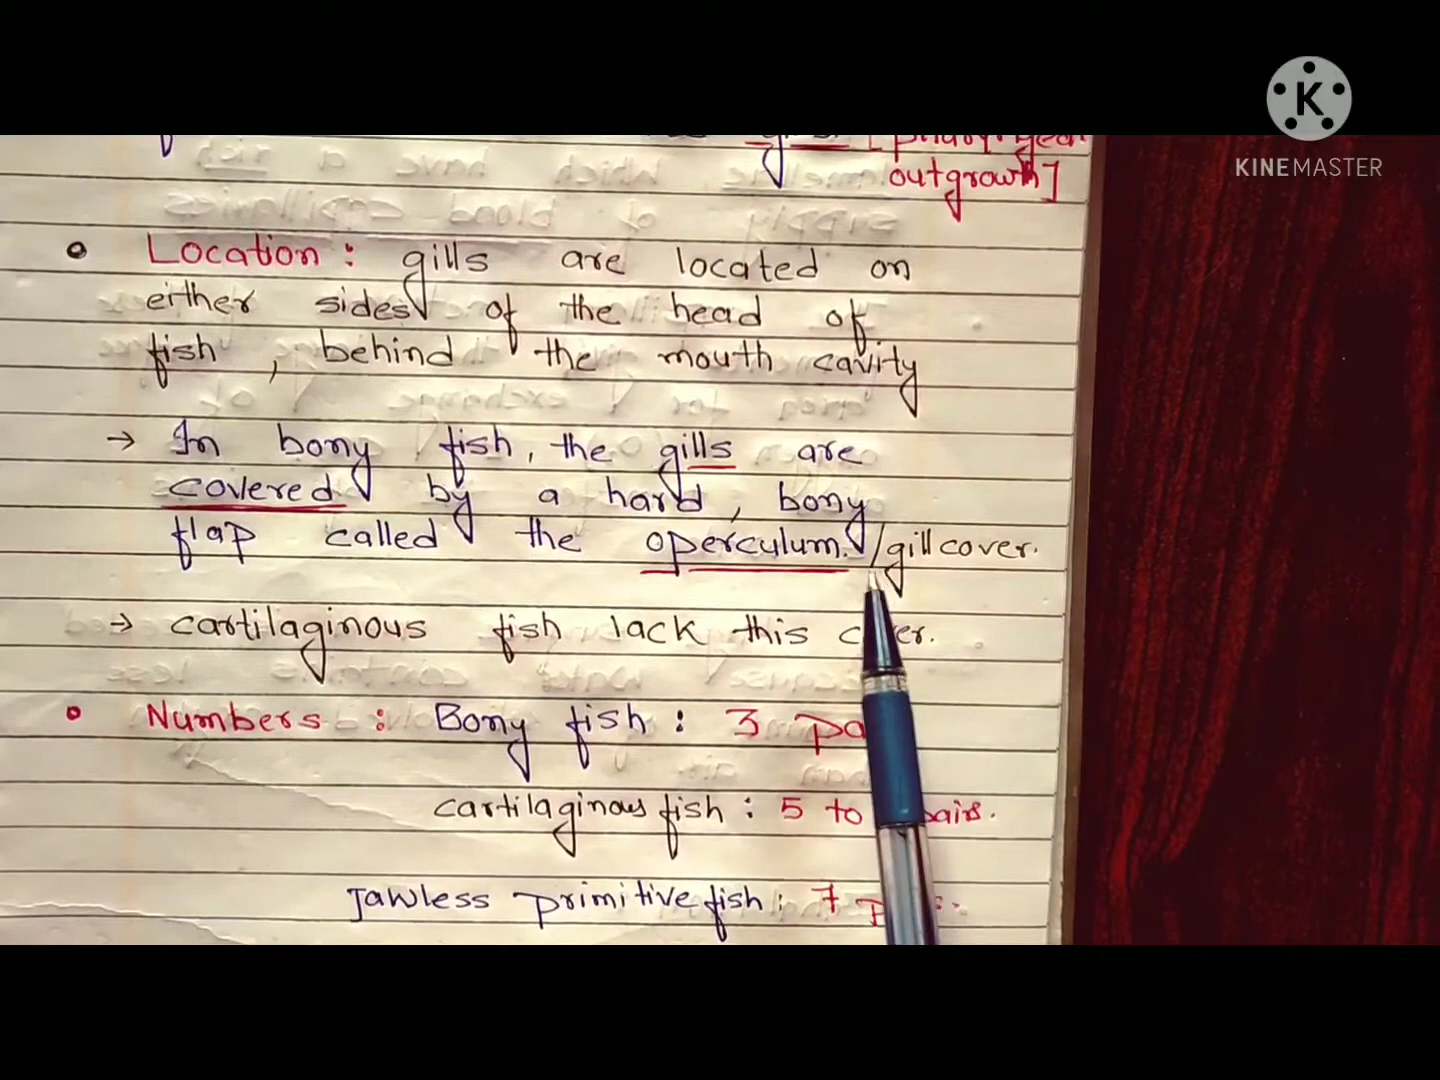 KINEMASTER
outgrowth]
• Location : gills are located on
either sides of the head of
fish , behind the mouth cavity
→ In bony fish, the gills are
covered by a hard, bony
flap called the operculum. /gill cover.
→ cartilaginous fish lack this
• Numbers : Bony fish : 3
cartilaginous fish : 5 to
Jawless primitive fish : 7